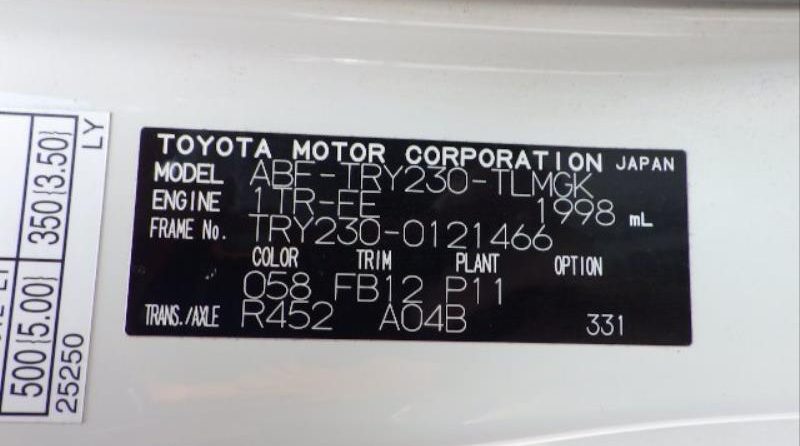 TOYOTA MOTOR CORPORATION JAPAN
MODEL ABF-TRY230-TLMGK
ENGINE 1TR-FE 1998 mL
FRAME No. TRY230-0121466
COLOR TRIM PLANT OPTION
058 FB12 P11
TRANS./AXLE R452 A04B 331
350{3.50}
LY
500{5.00}
25250